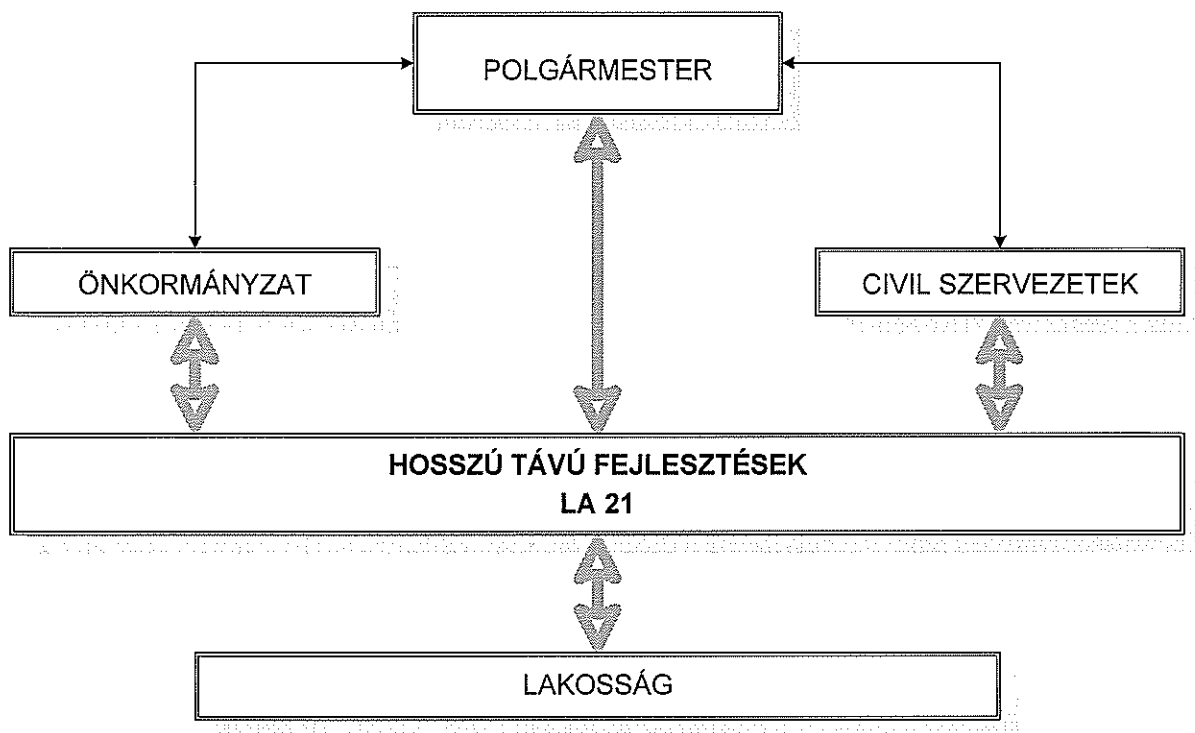 POLGÁRMESTER
ÖNKORMÁNYZAT
CIVIL SZERVEZETEK
HOSSZÚ TÁVÚ FEJLESZTÉSEK
LA 21
LAKOSSÁG